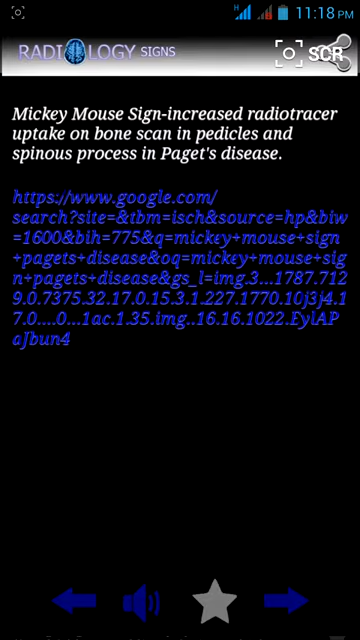 H 11:18 PM
RADIOLOGY SIGNS
SCR
Mickey Mouse Sign-increased radiotracer
uptake on bone scan in pedicles and
spinous process in Paget's disease.
https://www.google.com/
search?site=&tbm=isch&source=hp&biw
=1600&bih=775&q=mickey+mouse+sign
+pagets+disease&oq=mickey+mouse+sig
n+pagets+disease&gs_l=img.3...1787.712
9.0.7375.32.17.0.15.3.1.227.1770.10j3j4.1
7.0....0...1ac.1.35.img..16.16.1022.EylAP
aJbun4